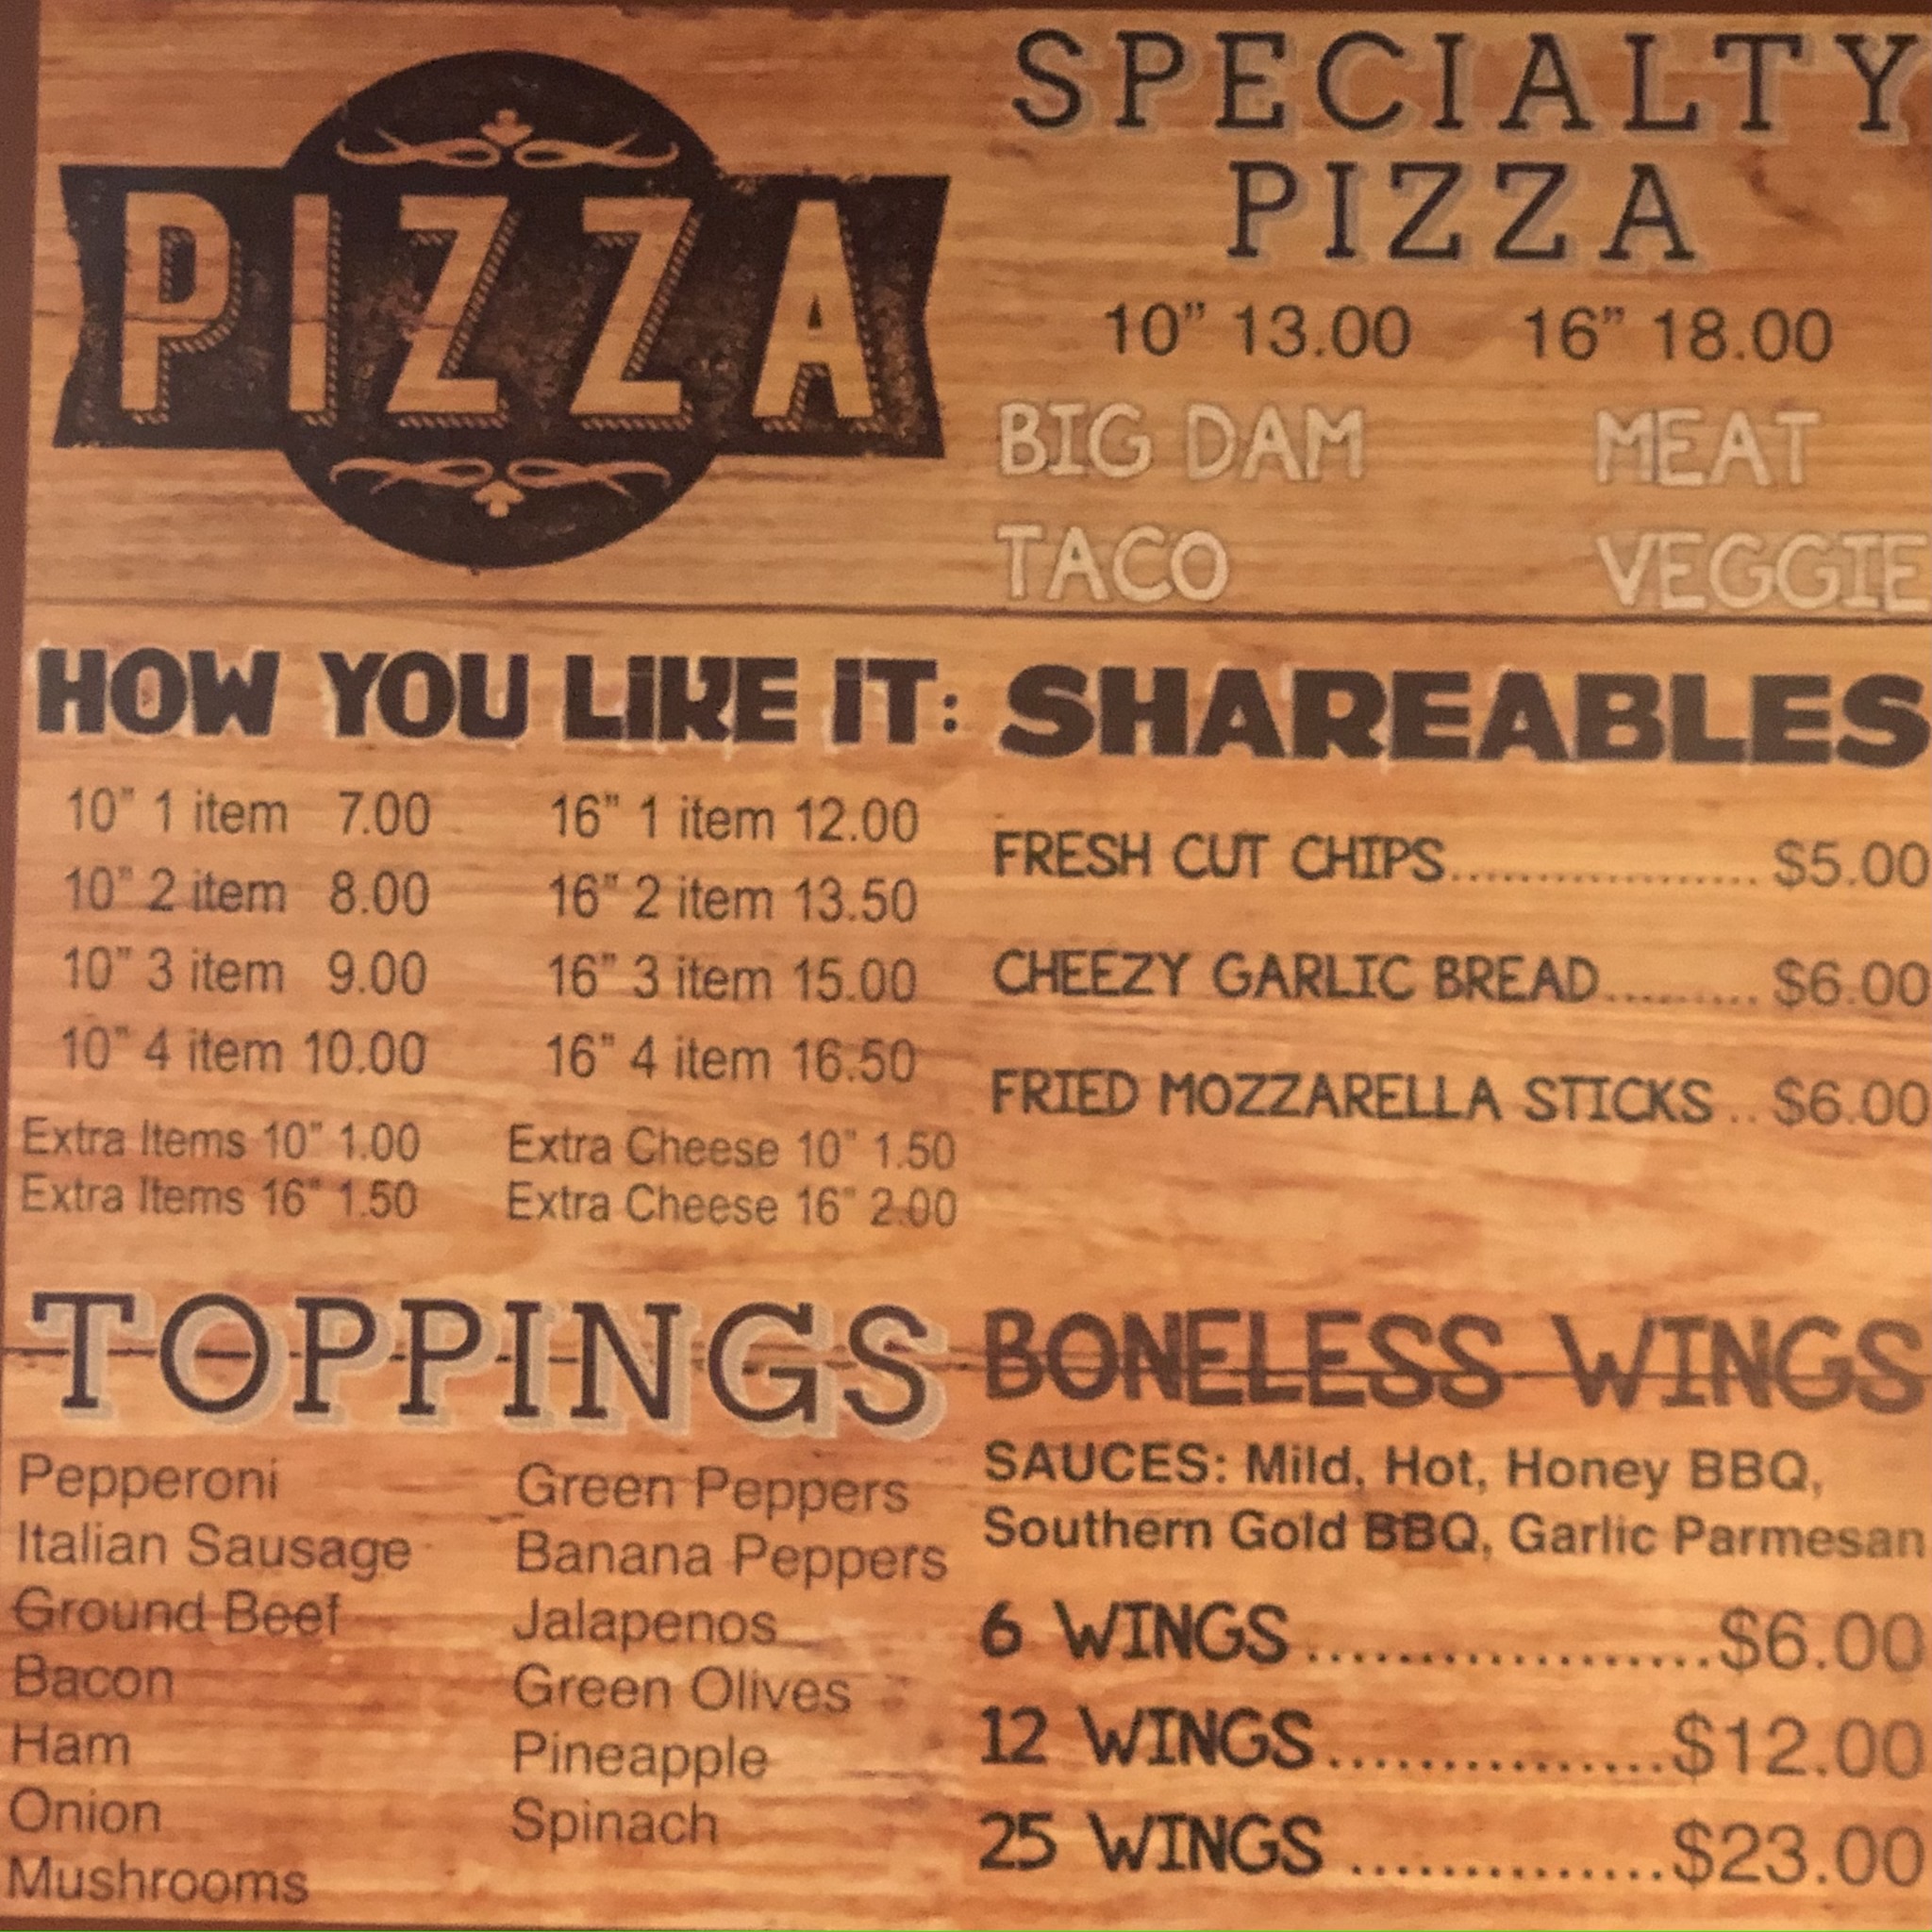 PIZZA
SPECIALTY
PIZZA
10" 13.00 16" 18.00
BIG DAM MEAT
TACO VEGGIE
HOW YOU LIKE IT:
10" 1 item 7.00 16" 1 item 12.00
10" 2 item 8.00 16" 2 item 13.50
10" 3 item 9.00 16" 3 item 15.00
10" 4 item 10.00 16" 4 item 16.50
Extra Items 10" 1.00 Extra Cheese 10" 1.50
Extra Items 16" 1.50 Extra Cheese 16" 2.00
SHAREABLES
FRESH CUT CHIPS.................... $5.00
CHEEZY GARLIC BREAD.......... $6.00
FRIED MOZZARELLA STICKS .. $6.00
TOPPINGS
Pepperoni
Italian Sausage
Ground Beef
Bacon
Ham
Onion
Mushrooms
Green Peppers
Banana Peppers
Jalapenos
Green Olives
Pineapple
Spinach
BONELESS WINGS
SAUCES: Mild, Hot, Honey BBQ,
Southern Gold BBQ, Garlic Parmesan
6 WINGS ...................$6.00
12 WINGS ................$12.00
25 WINGS ...............$23.00